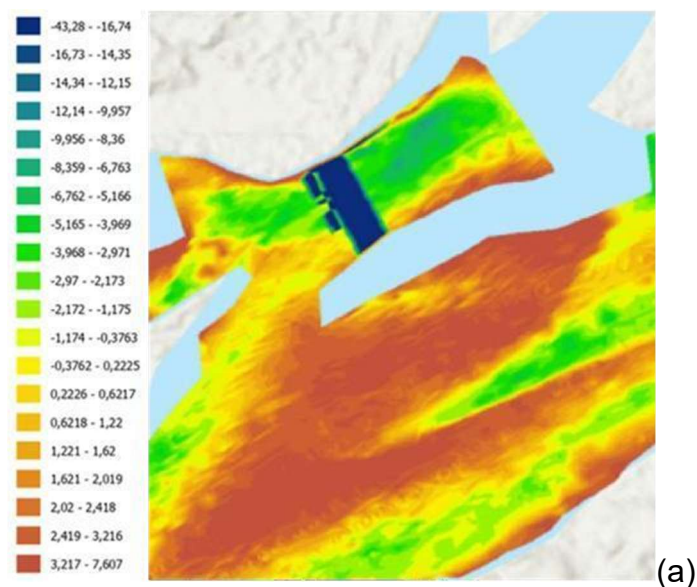 -43,28 - -16,74
-16,73 - -14,35
-14,34 - -12,15
-12,14 - -9,957
-9,956 - -8,36
-8,359 - -6,763
-6,762 - -5,166
-5,165 - -3,969
-3,968 - -2,971
-2,97 - -2,173
-2,172 - -1,175
-1,174 - -0,3763
-0,3762 - 0,2225
0,2226 - 0,6217
0,6218 - 1,22
1,221 - 1,62
1,621 - 2,019
2,02 - 2,418
2,419 - 3,216
3,217 - 7,607
(a)